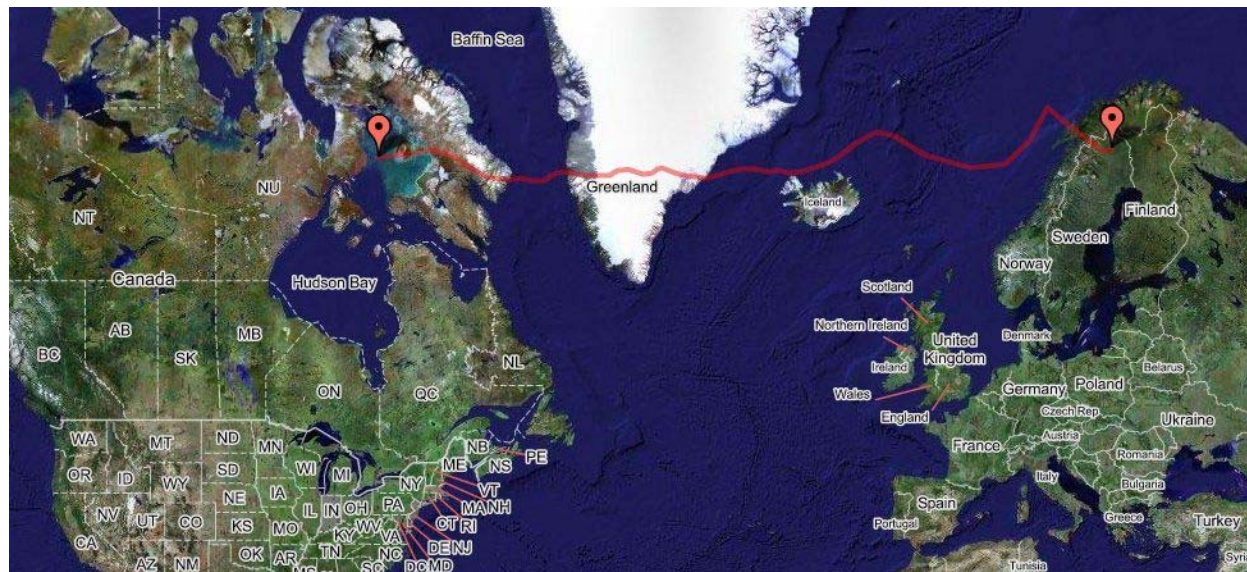 Baffin Sea
NU
Greenland
Iceland
NT
Finland
Sweden
Norway
Canada
Hudson Bay
Scotland
AB
MB
Northern Ireland
United
Kingdom
Denmark
BC
SK
NL
Ireland
Belarus
ON
QC
Wales
Germany
Poland
England
Czech Rep
Ukraine
WA
MT
ND
MN
NB
PE
France
Austria
OR
ID
SD
WI
MI
ME
NS
Romania
WY
NE
IA
NY
VT
Italy
Bulgaria
NV
UT
CO
KS
IL
IN
OH
PA
MA
NH
Spain
Portugal
Greece
Turkey
CA
MO
KY
WV
VA
CT
RI
AZ
NM
OK
AR
TN
NC
DE
NJ
Tunisia
Syri
MS
SC
DC
MD